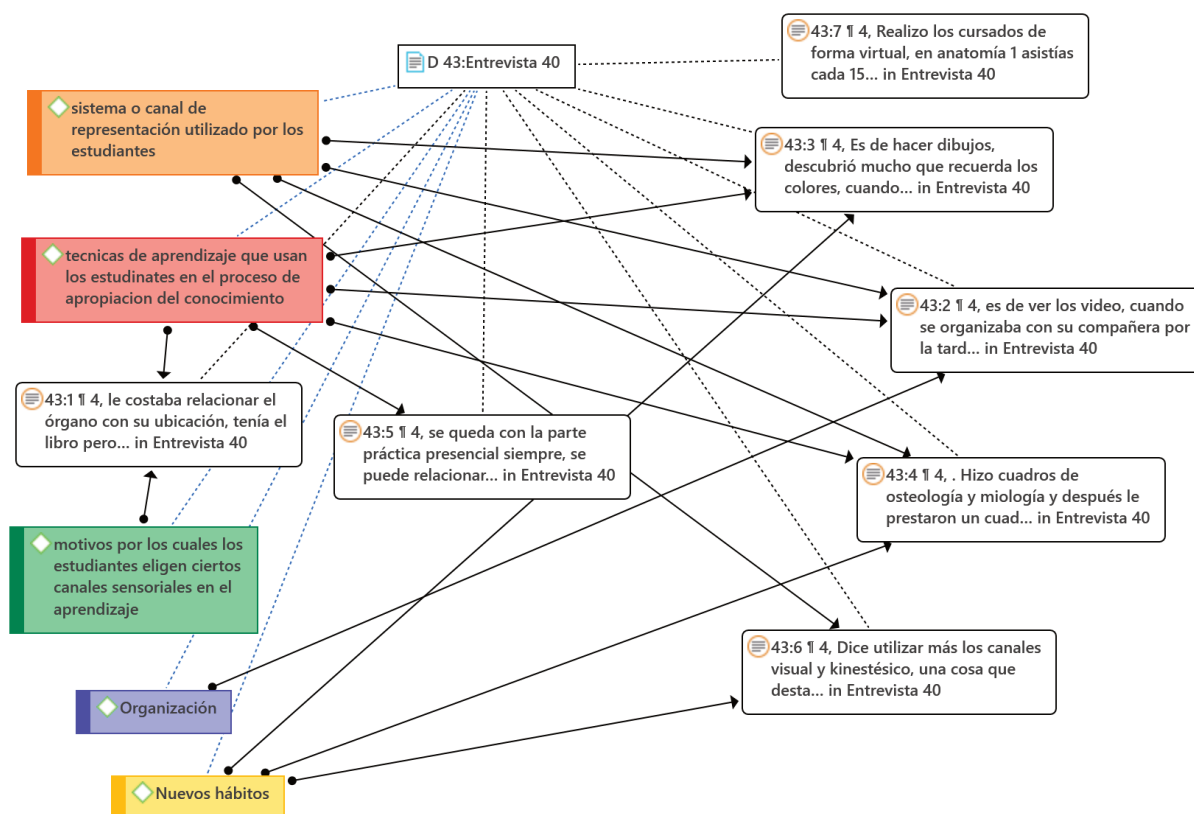 43:7 ¶ 4, Realizo los cursados de
forma virtual, en anatomía 1 asistías
cada 15... in Entrevista 40
D 43:Entrevista 40
sistema o canal de
representación utilizado por los
estudiantes
43:3 ¶ 4, Es de hacer dibujos,
descubrió mucho que recuerda los
colores, cuando... in Entrevista 40
tecnicas de aprendizaje que usan
los estudinates en el proceso de
apropiacion del conocimiento
43:2 ¶ 4, es de ver los video, cuando
se organizaba con su compañera por
la tard... in Entrevista 40
43:1 ¶ 4, le costaba relacionar el
órgano con su ubicación, tenía el
libro pero... in Entrevista 40
43:5 ¶ 4, se queda con la parte
práctica presencial siempre, se
puede relacionar... in Entrevista 40
43:4 ¶ 4, . Hizo cuadros de
osteología y miología y después le
prestaron un cuad... in Entrevista 40
motivos por los cuales los
estudiantes eligen ciertos
canales sensoriales en el
aprendizaje
43:6 ¶ 4, Dice utilizar más los canales
visual y kinestésico, una cosa que
desta... in Entrevista 40
Organización
Nuevos hábitos